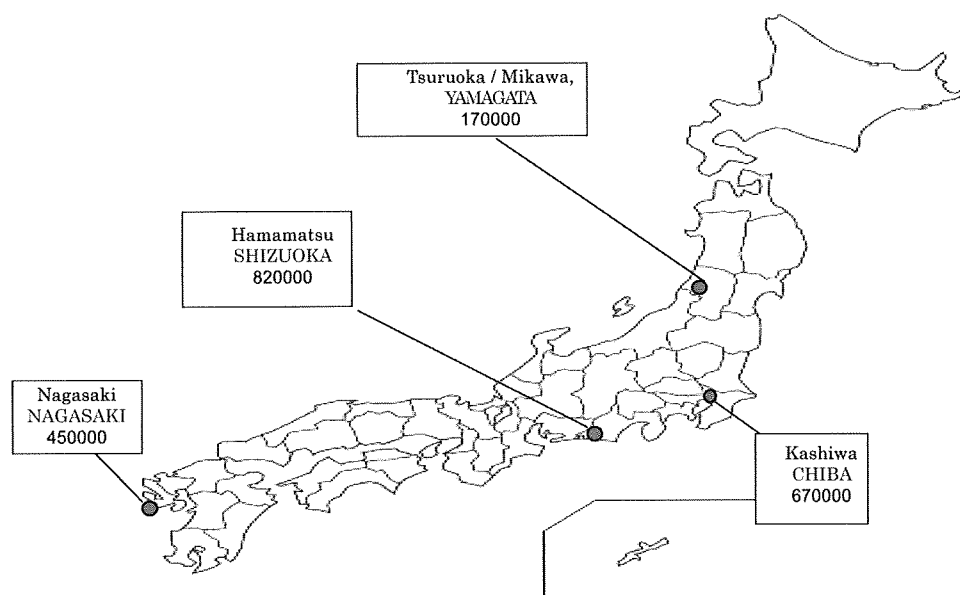 Tsuruoka / Mikawa,
YAMAGATA
170000
Hamamatsu
SHIZUOKA
820000
Nagasaki
NAGASAKI
450000
Kashiwa
CHIBA
670000